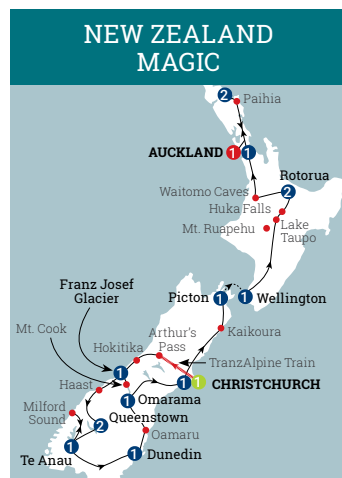 NEW ZEALAND
MAGIC
2
Paihia
AUCKLAND
1
1
Rotorua
Waitomo Caves
2
Huka Falls
Mt. Ruapehu
Lake
Taupo
Franz Josef
Glacier
Picton
1
1
Wellington
Mt. Cook
Arthur's
Pass
Kaikoura
Hokitika
TranzAlpine Train
1
Haast
1
1
CHRISTCHURCH
1
Omarama
Milford
Sound
Queenstown
2
Oamaru
1
Te Anau
1
Dunedin